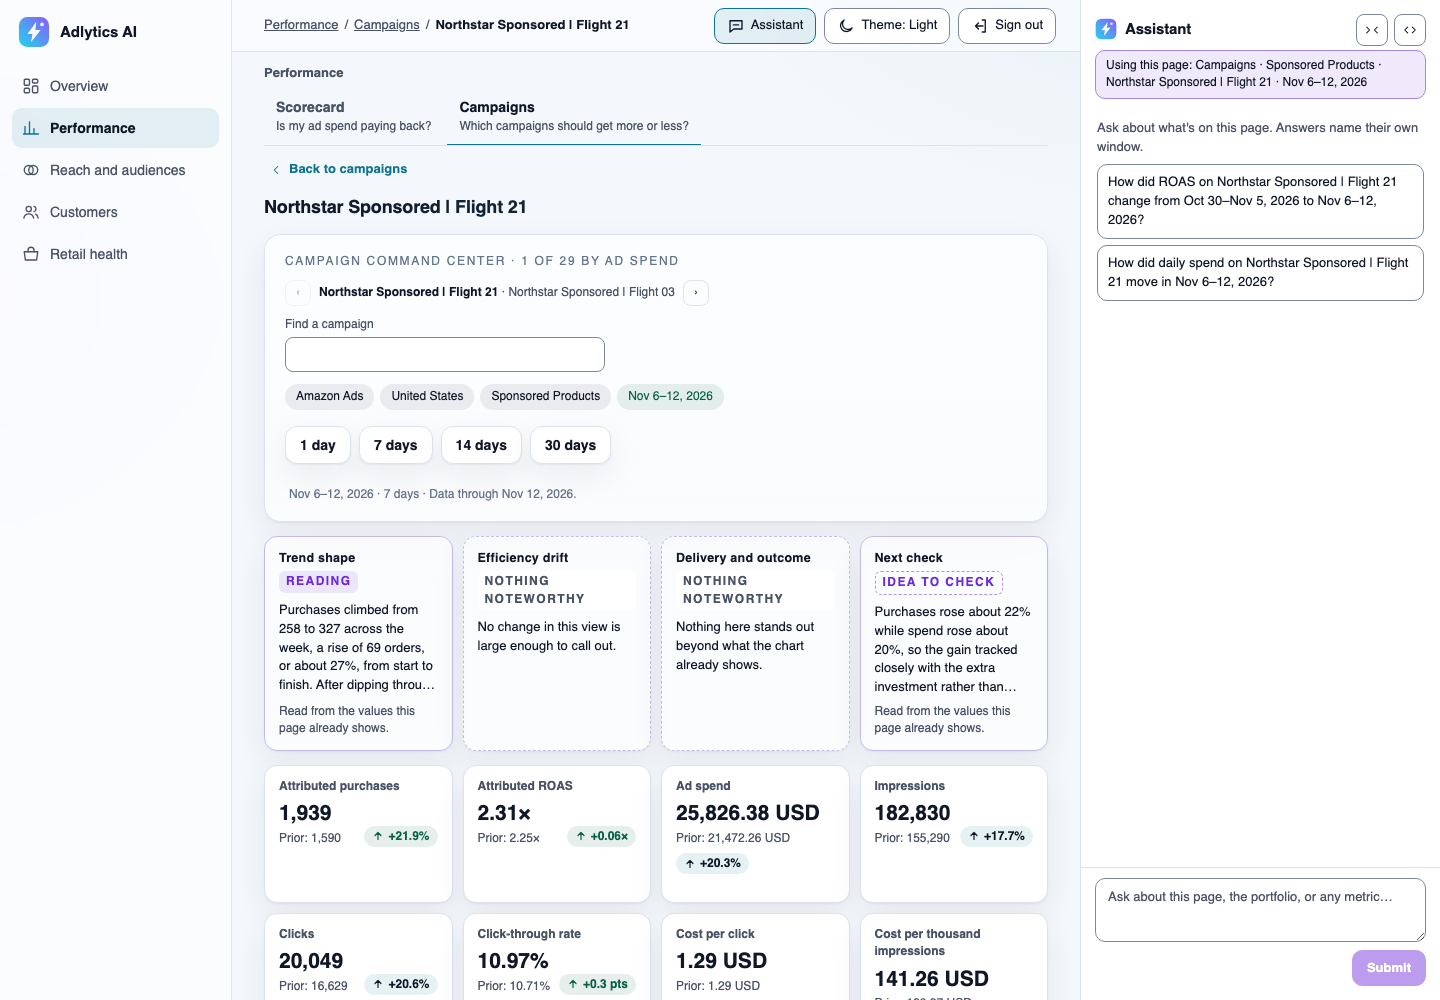 Adlytics AI
Overview
Performance
Reach and audiences
Customers
Retail health
Performance / Campaigns / Northstar Sponsored | Flight 21
Assistant
Theme: Light
Sign out
Performance
Scorecard
Is my ad spend paying back?
Campaigns
Which campaigns should get more or less?
Back to campaigns
Northstar Sponsored | Flight 21
CAMPAIGN COMMAND CENTER · 1 OF 29 BY AD SPEND
Northstar Sponsored | Flight 21 · Northstar Sponsored | Flight 03
Find a campaign
Amazon Ads
United States
Sponsored Products
Nov 6–12, 2026
1 day
7 days
14 days
30 days
Nov 6–12, 2026 · 7 days · Data through Nov 12, 2026.
Trend shape
READING
Purchases climbed from
258 to 327 across the
week, a rise of 69 orders,
or about 27%, from start to
finish. After dipping throu…
Read from the values this
page already shows.
Efficiency drift
NOTHING
NOTEWORTHY
No change in this view is
large enough to call out.
Delivery and outcome
NOTHING
NOTEWORTHY
Nothing here stands out
beyond what the chart
already shows.
Next check
IDEA TO CHECK
Purchases rose about 22%
while spend rose about
20%, so the gain tracked
closely with the extra
investment rather than…
Read from the values this
page already shows.
Attributed purchases
1,939
Prior: 1,590
↑ +21.9%
Attributed ROAS
2.31×
Prior: 2.25×
↑ +0.06×
Ad spend
25,826.38 USD
Prior: 21,472.26 USD
↑ +20.3%
Impressions
182,830
Prior: 155,290
↑ +17.7%
Clicks
20,049
Prior: 16,629
↑ +20.6%
Click-through rate
10.97%
Prior: 10.71%
↑ +0.3 pts
Cost per click
1.29 USD
Prior: 1.29 USD
Cost per thousand
impressions
141.26 USD
Assistant
Using this page: Campaigns · Sponsored Products ·
Northstar Sponsored | Flight 21 · Nov 6–12, 2026
Ask about what's on this page. Answers name their own
window.
How did ROAS on Northstar Sponsored | Flight 21
change from Oct 30–Nov 5, 2026 to Nov 6–12,
2026?
How did daily spend on Northstar Sponsored | Flight
21 move in Nov 6–12, 2026?
Ask about this page, the portfolio, or any metric…
Submit